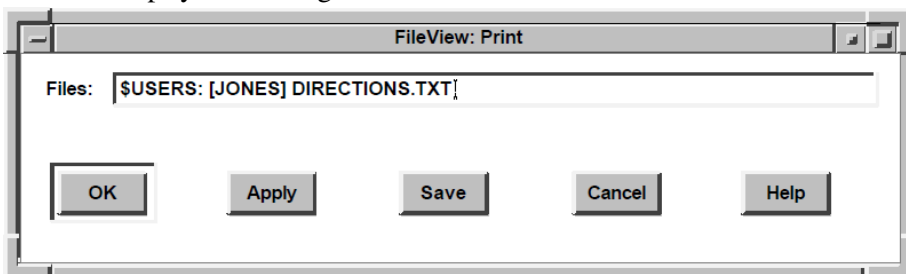 FileView: Print
Files: $USERS: [JONES] DIRECTIONS.TXT
OK Apply Save Cancel Help